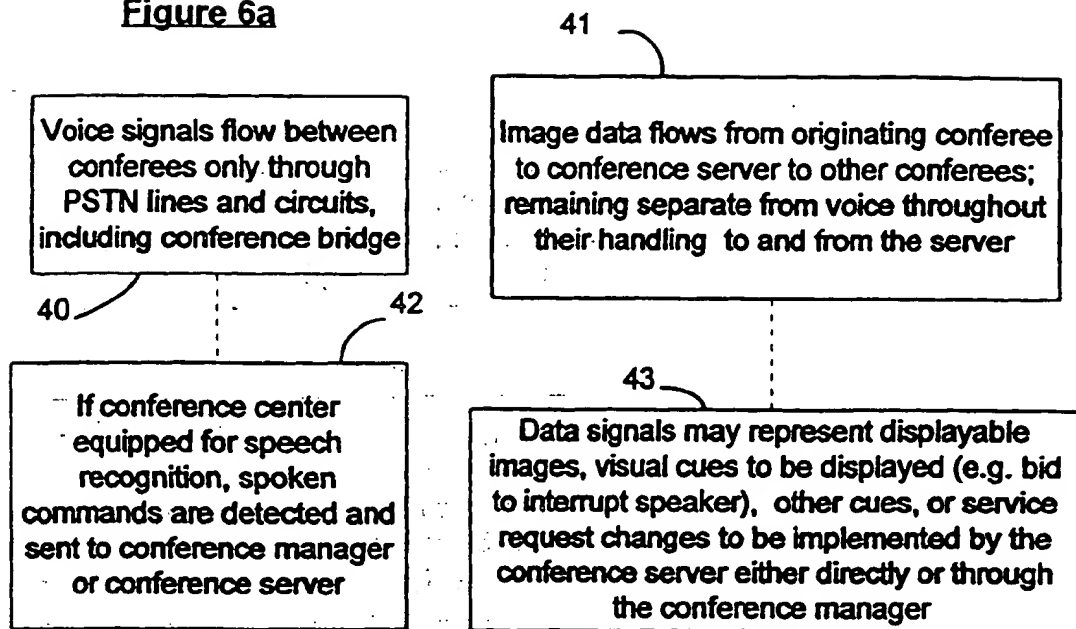 Figure 6a
41
Voice signals flow between
conferees only through
PSTN lines and circuits,
including conference bridge
Image data flows from originating conferee
to conference server to other conferees;
remaining separate from voice throughout
their handling to and from the server
40
42
If conference center
equipped for speech
recognition, spoken
commands are detected and
sent to conference manager
or conference server
43
Data signals may represent displayable
images, visual cues to be displayed (e.g. bid
to interrupt speaker), other cues, or service
request changes to be implemented by the
conference server either directly or through
the conference manager